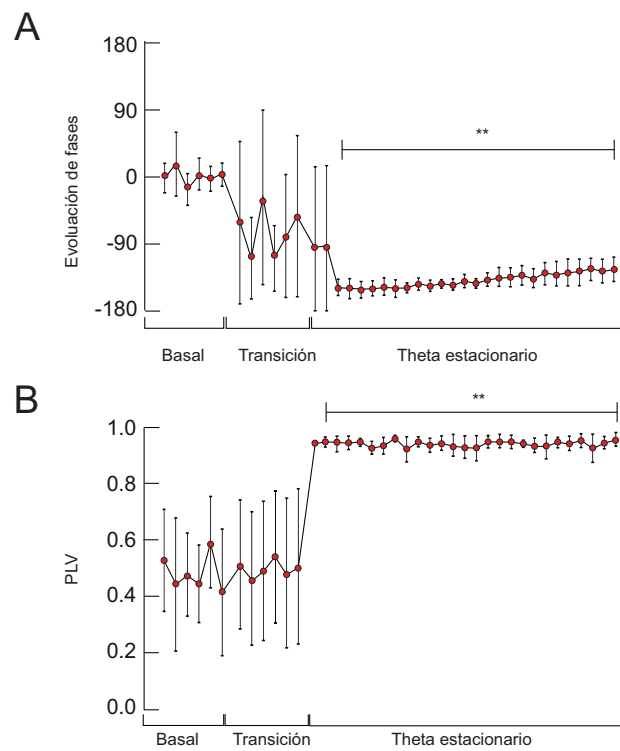 A
Evoluación de fases
180
90
0
-90
-180
**
Basal
Transición
Theta estacionario
B
PLV
1.0
0.8
0.6
0.4
0.2
0.0
**
Basal
Transición
Theta estacionario